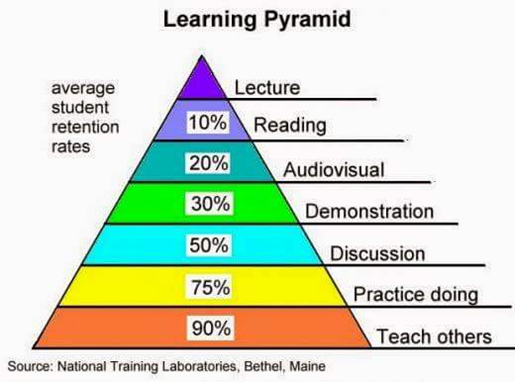 Learning Pyramid
average
student
retention
rates
Lecture
10% Reading
20% Audiovisual
30% Demonstration
50% Discussion
75% Practice doing
90% Teach others
Source: National Training Laboratories, Bethel, Maine